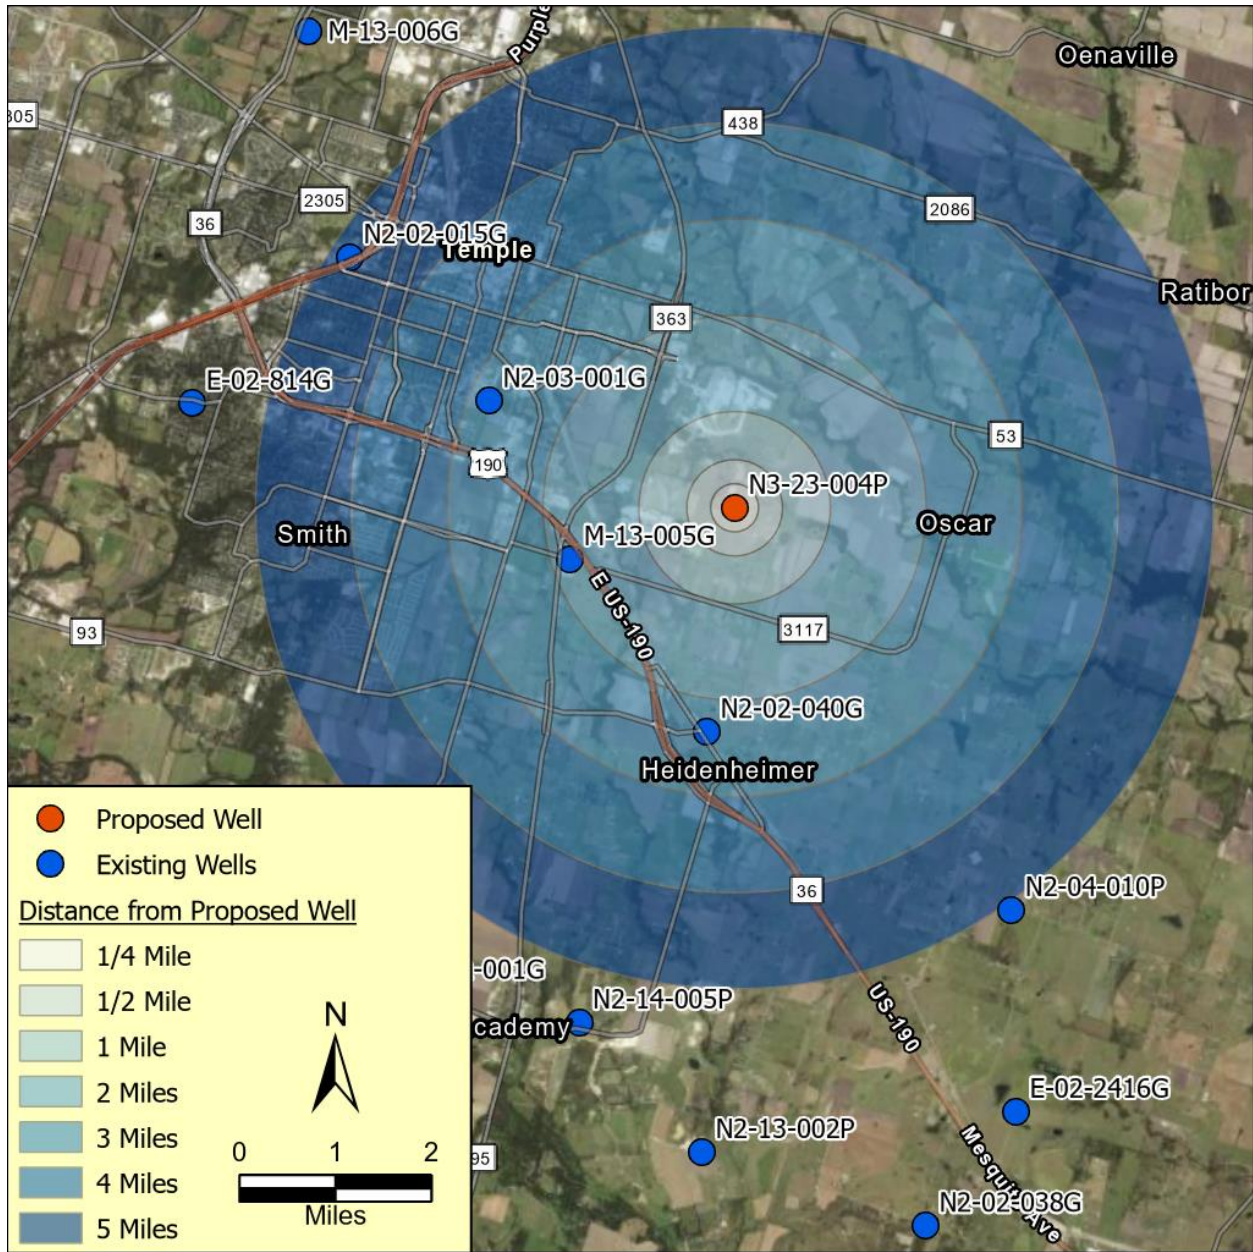 M-13-006G
Purple
Oenaville
305
438
2305
36
2086
N2-02-015G
Temple
Ratibor
363
E-02-814G
N2-03-001G
53
190
N3-23-004P
Smith
M-13-005G
Oscar
E US-190
93
3117
N2-02-040G
Heidenheimer
Proposed Well
Existing Wells
36
N2-04-010P
Distance from Proposed Well
1/4 Mile
-001G
1/2 Mile
N2-14-005P
N
cademy
US-190
1 Mile
2 Miles
E-02-2416G
3 Miles
N2-13-002P
0 1 2
95
4 Miles
Mesquite Ave
N2-02-038G
Miles
5 Miles